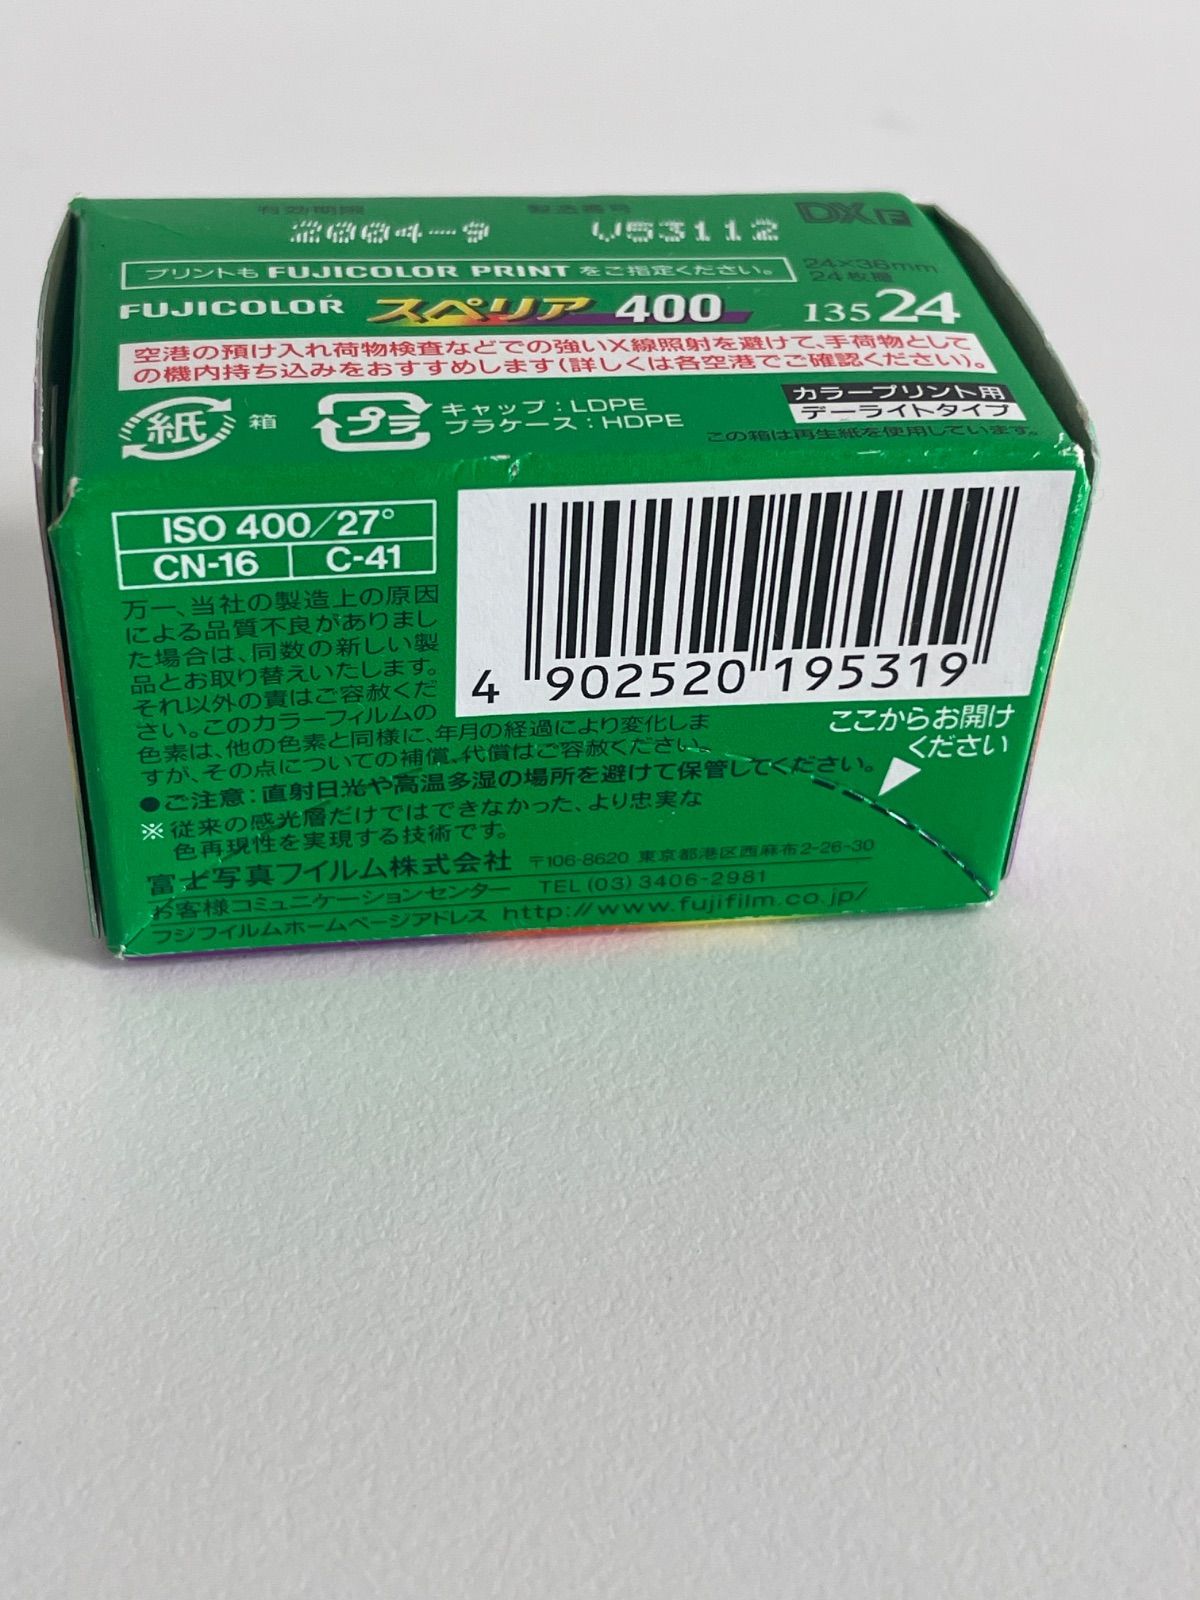 有効期限 製造番号 DX F
2004-9 V53112
プリントも FUJICOLOR PRINT をご指定ください。 24×36mm
24枚撮
FUJICOLOR スペリア 400 135 24
空港の預け入れ荷物検査などでの強いX線照射を避けて、手荷物として
の機内持ち込みをおすすめします(詳しくは各空港でご確認ください)。
紙 箱 プラ キャップ:LDPE
プラケース:HDPE
カラープリント用
デーライトタイプ
この箱は再生紙を使用しています。
ISO 400/27°
CN-16 C-41
万一、当社の製造上の原因
による品質不良がありまし
た場合は、同数の新しい製
品とお取り替えいたします。
それ以外の責はご容赦くだ
さい。このカラーフィルムの
色素は、他の色素と同様に、年月の経過により変化しま
すが、その点についての補償、代償はご容赦ください。
●ご注意:直射日光や高温多湿の場所を避けて保管してください。
※従来の感光層だけではできなかった、より忠実な
色再現性を実現する技術です。
富士写真フイルム株式会社 〒106-8620 東京都港区西麻布2-26-30
お客様コミュニケーションセンター TEL (03) 3406-2981
フジフイルムホームページアドレス http://www.fujifilm.co.jp/
4 902520 195319
ここからお開け
ください